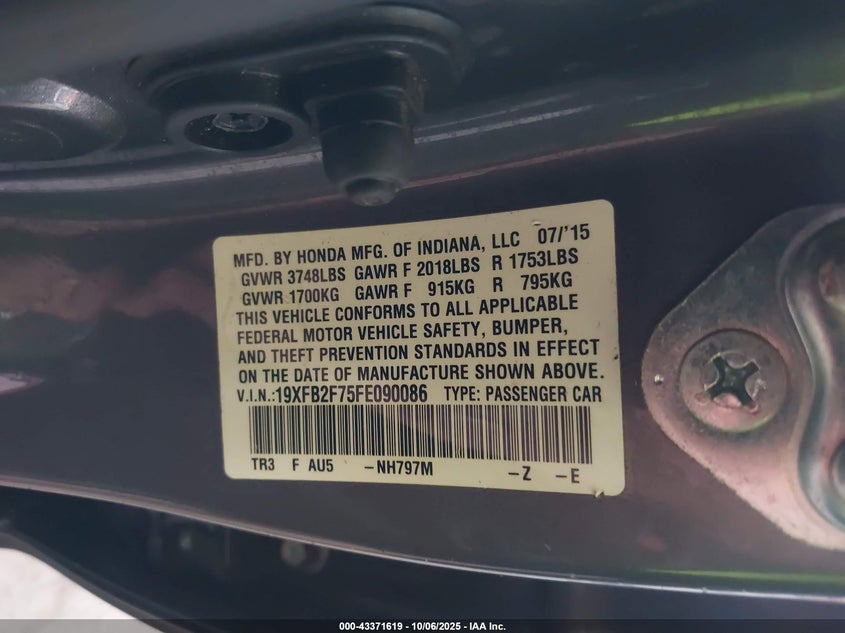 MFD. BY HONDA MFG. OF INDIANA, LLC 07/'15
GVWR 3748LBS GAWR F 2018LBS R 1753LBS
GVWR 1700KG GAWR F 915KG R 795KG
THIS VEHICLE CONFORMS TO ALL APPLICABLE
FEDERAL MOTOR VEHICLE SAFETY, BUMPER,
AND THEFT PREVENTION STANDARDS IN EFFECT
ON THE DATE OF MANUFACTURE SHOWN ABOVE.
V.I.N.:19XFB2F75FE090086 TYPE: PASSENGER CAR
TR3 F AU5 -NH797M -Z -E
000-43371619 - 10/06/2025 - IAA Inc.